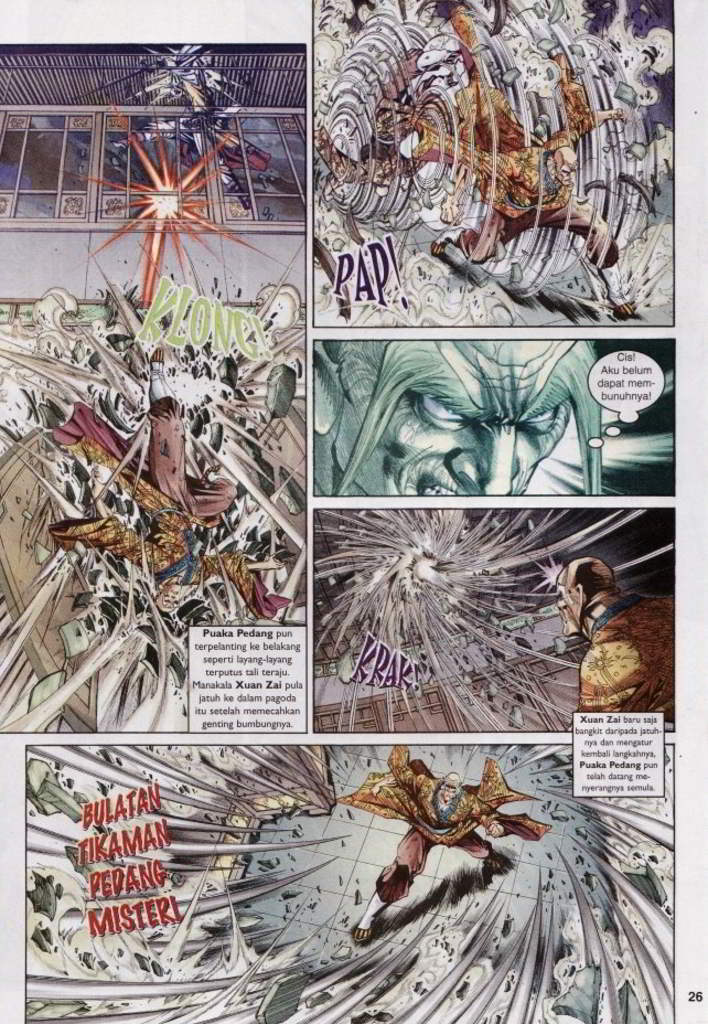 KLONG!
Puaka Pedang pun
terpelanting ke belakang
seperti layang-layang
terputus tali teraju.
Manakala Xuan Zai pula
jatuh ke dalam pagoda
itu setelah memecahkan
genting bumbungnya.
PAP!
Cis!
Aku belum
dapat mem-
bunuhnya!
KRAK!
Xuan Zai baru saja
bangkit daripada jatuh-
nya dan mengatur
kembali langkahnya,
Puaka Pedang pun
telah datang me-
nyerangnya semula.
BULATAN
TIKAMAN
PEDANG
MISTERI
26